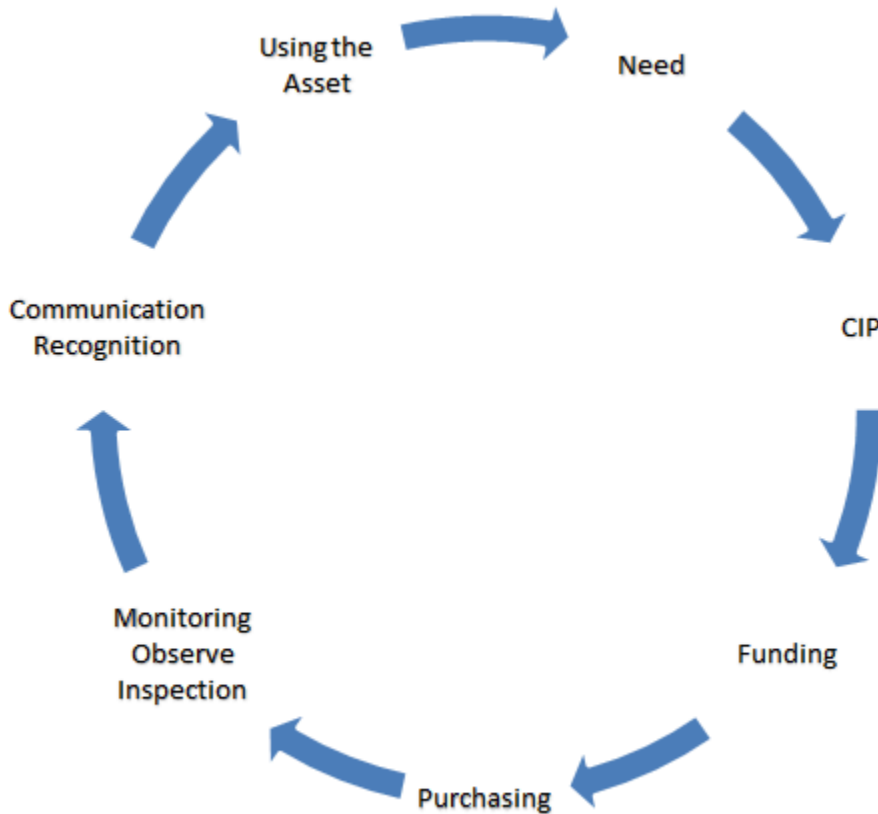 Using the
Asset
Need
CIP
Funding
Purchasing
Monitoring
Observe
Inspection
Communication
Recognition